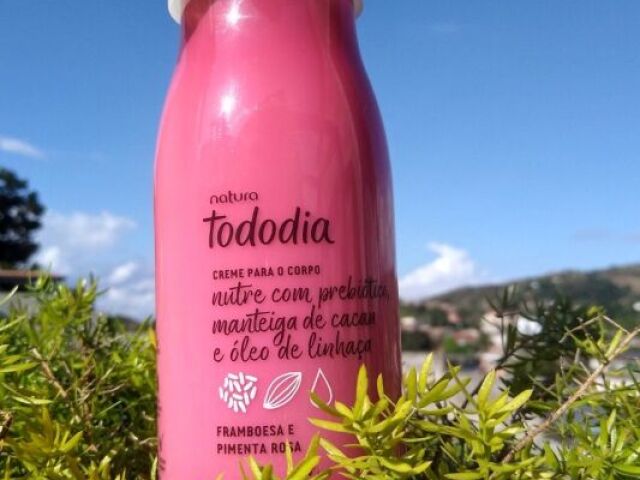 natura
tododia
CREME PARA O CORPO
nutre com prebiótico,
manteiga de cacau
e óleo de linhaça
FRAMBOESA E
PIMENTA ROSA